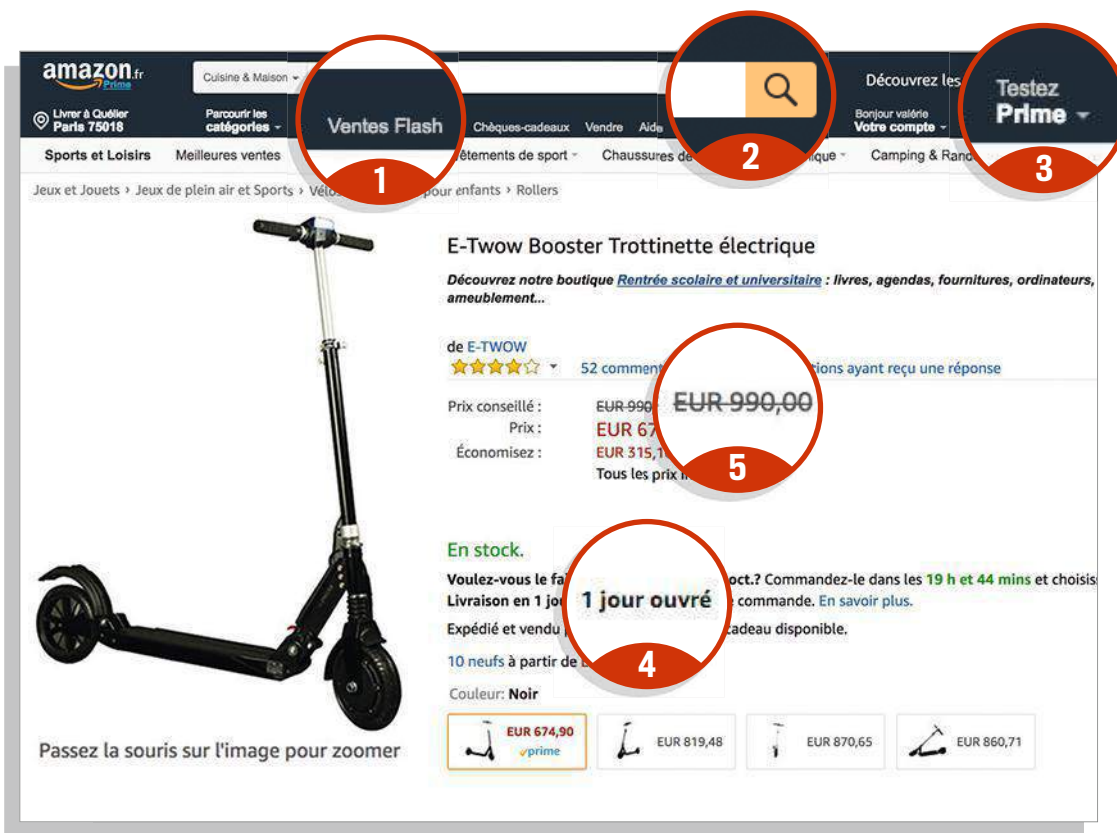 amazon.fr
Prime
Cuisine & Maison
Découvrez les
Testez
Prime
Livrer à Quélier
Paris 75018
Parcourir les
catégories
Ventes Flash
Chèques-cadeaux Vendre Aide
Bonjour valérie
Votre compte
1
2
3
Sports et Loisirs Meilleures ventes êtements de sport Chaussures de ique Camping & Rand
Jeux et Jouets › Jeux de plein air et Sports › Vélos pour enfants › Rollers
E-Twow Booster Trottinette électrique
Découvrez notre boutique Rentrée scolaire et universitaire : livres, agendas, fournitures, ordinateurs,
ameublement...
de E-TWOW
52 comment tions ayant reçu une réponse
Prix conseillé : EUR 990 EUR 990,00
Prix : EUR 67
Économisez : EUR 315,1
Tous les prix
5
En stock.
Voulez-vous le fai oct.? Commandez-le dans les 19 h et 44 mins et choisis
Livraison en 1 jou 1 jour ouvré e commande. En savoir plus.
Expédié et vendu cadeau disponible.
4
10 neufs à partir de
Couleur: Noir
EUR 674,90
prime
EUR 819,48
EUR 870,65
EUR 860,71
Passez la souris sur l'image pour zoomer